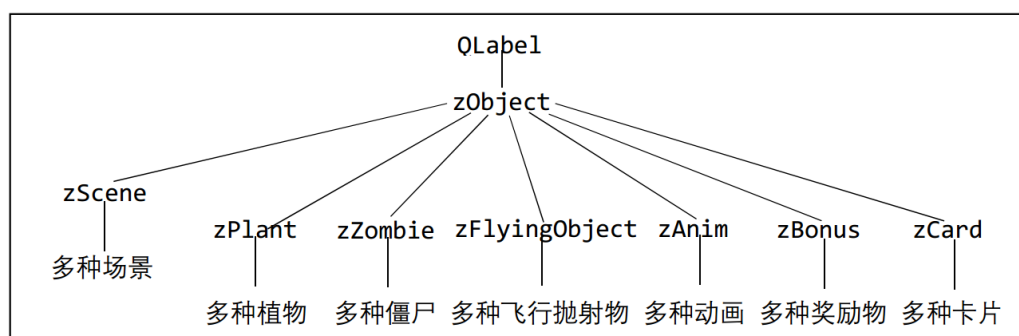 QLabel
zObject
zScene
zPlant zZombie zFlyingObject zAnim zBonus zCard
多种场景
多种植物 多种僵尸 多种飞行抛射物 多种动画 多种奖励物 多种卡片